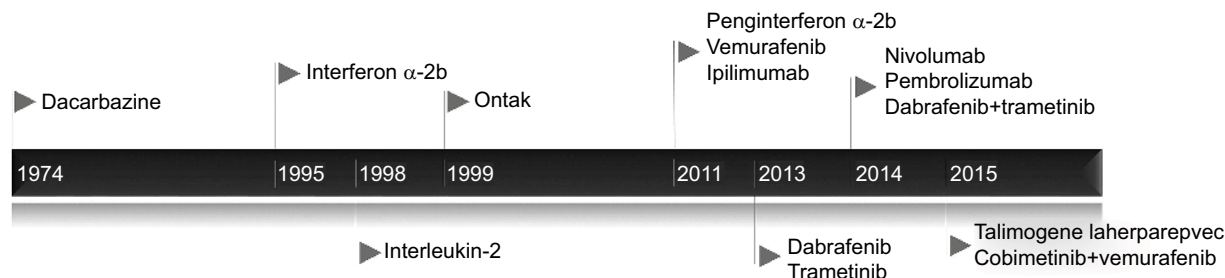 Penginterferon α-2b
Vemurafenib
Ipilimumab
Nivolumab
Pembrolizumab
Dabrafenib+trametinib
Interferon α-2b
Ontak
Dacarbazine
1974 1995 1998 1999 2011 2013 2014 2015
Interleukin-2
Dabrafenib
Trametinib
Talimogene laherparepvec
Cobimetinib+vemurafenib